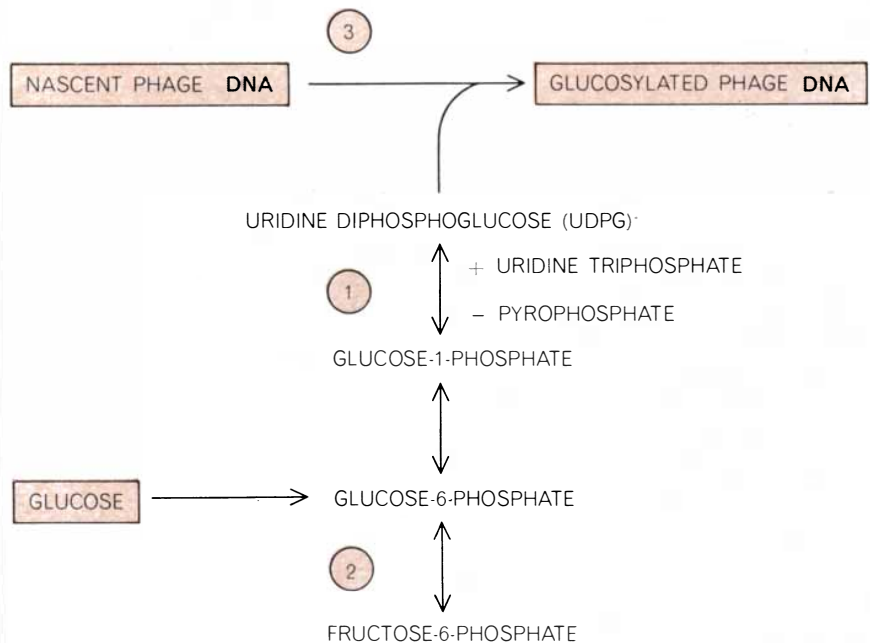 3
NASCENT PHAGE DNA
GLUCOSYLATED PHAGE DNA
URIDINE DIPHOSPHOGLUCOSE (UDPG)
+ URIDINE TRIPHOSPHATE
1
- PYROPHOSPHATE
GLUCOSE-1-PHOSPHATE
GLUCOSE
GLUCOSE-6-PHOSPHATE
2
FRUCTOSE-6-PHOSPHATE